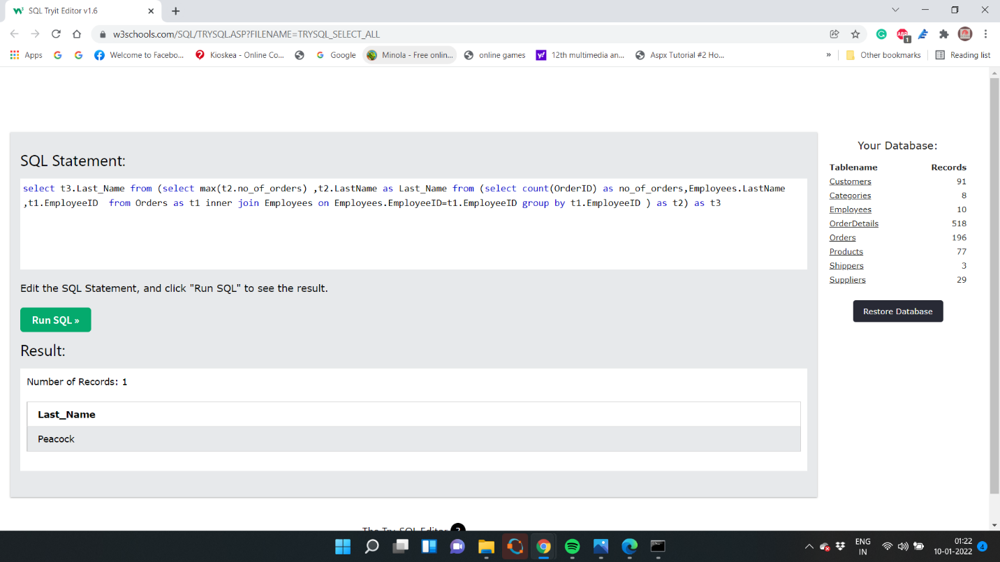 SQL Tryit Editor v1.6
w3schools.com/SQL/TRYSQL.ASP?FILENAME=TRYSQL_SELECT_ALL
ABP
1
Apps
Welcome to Facebo...
Kioskea - Online Co...
Google
Minola - Free onlin...
online games
12th multimedia an...
Aspx Tutorial #2 Ho...
»
Other bookmarks
Reading list
SQL Statement:
select t3.Last_Name from (select max(t2.no_of_orders) ,t2.LastName as Last_Name from (select count(OrderID) as no_of_orders,Employees.LastName
,t1.EmployeeID  from Orders as t1 inner join Employees on Employees.EmployeeID=t1.EmployeeID group by t1.EmployeeID ) as t2) as t3
Edit the SQL Statement, and click "Run SQL" to see the result.
Run SQL »
Result:
Number of Records: 1
Last_Name
Peacock
Your Database:
Tablename Records
Customers 91
Categories 8
Employees 10
OrderDetails 518
Orders 196
Products 77
Shippers 3
Suppliers 29
Restore Database
The Try-SQL Editor ?
ENG
IN
01:22
10-01-2022
4